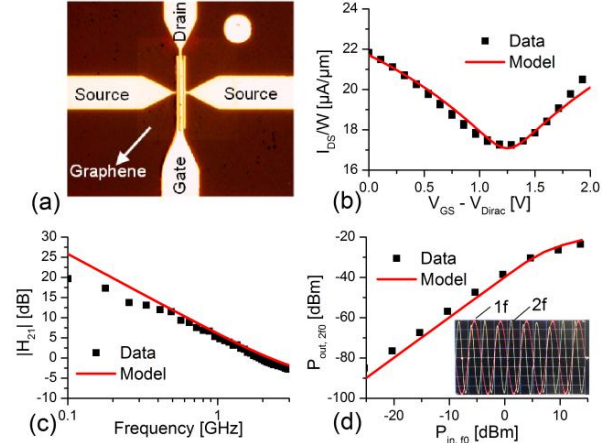 (a)
Drain
Source
Source
Graphene
Gate
(b)
I_DS/W [µA/µm]
22
20
18
16
Data
Model
0.0 0.5 1.0 1.5 2.0
V_GS - V_Dirac [V]
(c)
|H_21| [dB]
40
35
30
25
20
15
10
5
0
-5
-10
Data
Model
0.1 1
Frequency [GHz]
(d)
P_out, 2f0 [dBm]
-20
-40
-60
-80
-100
Data
Model
1f 2f
-20 -10 0 10
P_in, f0 [dBm]